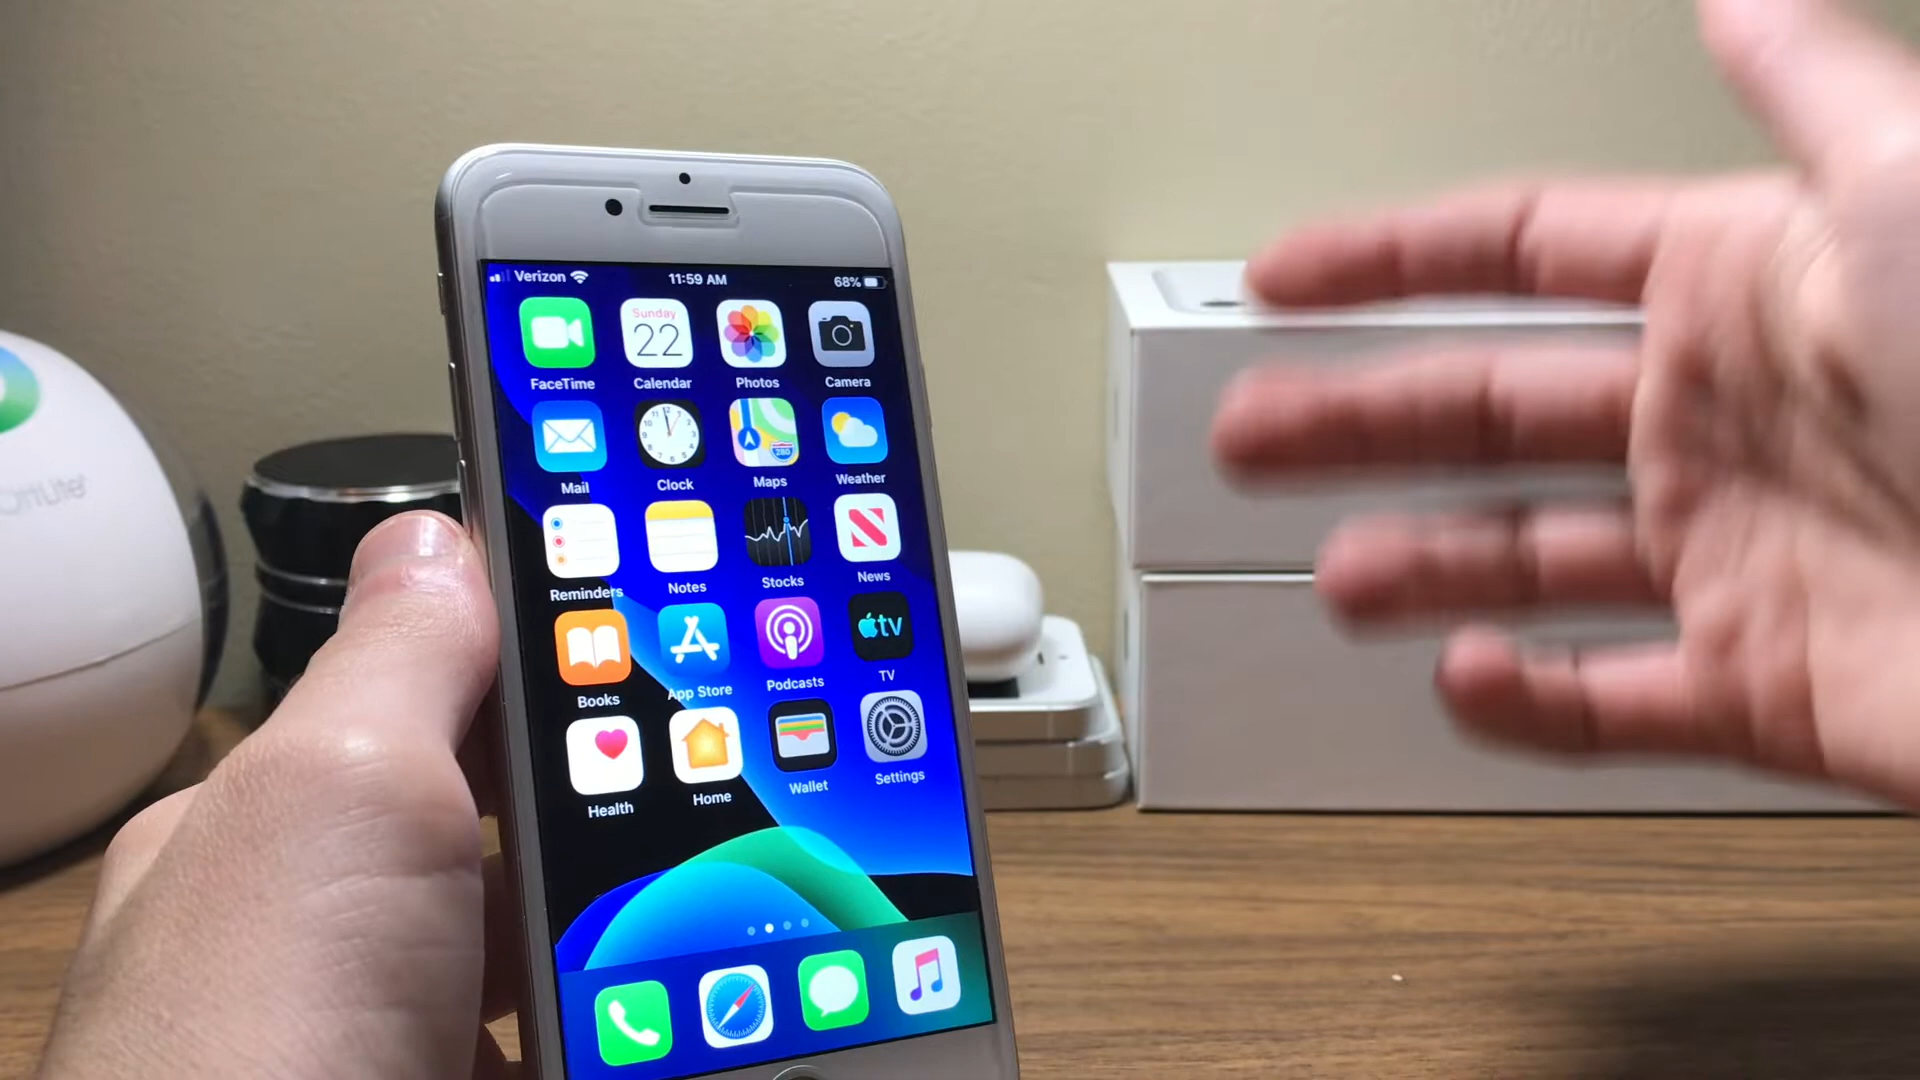 Verizon 11:59 AM 68%
Sunday
22
FaceTime Calendar Photos Camera
280
Mail Clock Maps Weather
Reminders Notes Stocks News
tv
Books App Store Podcasts TV
Health Home Wallet Settings